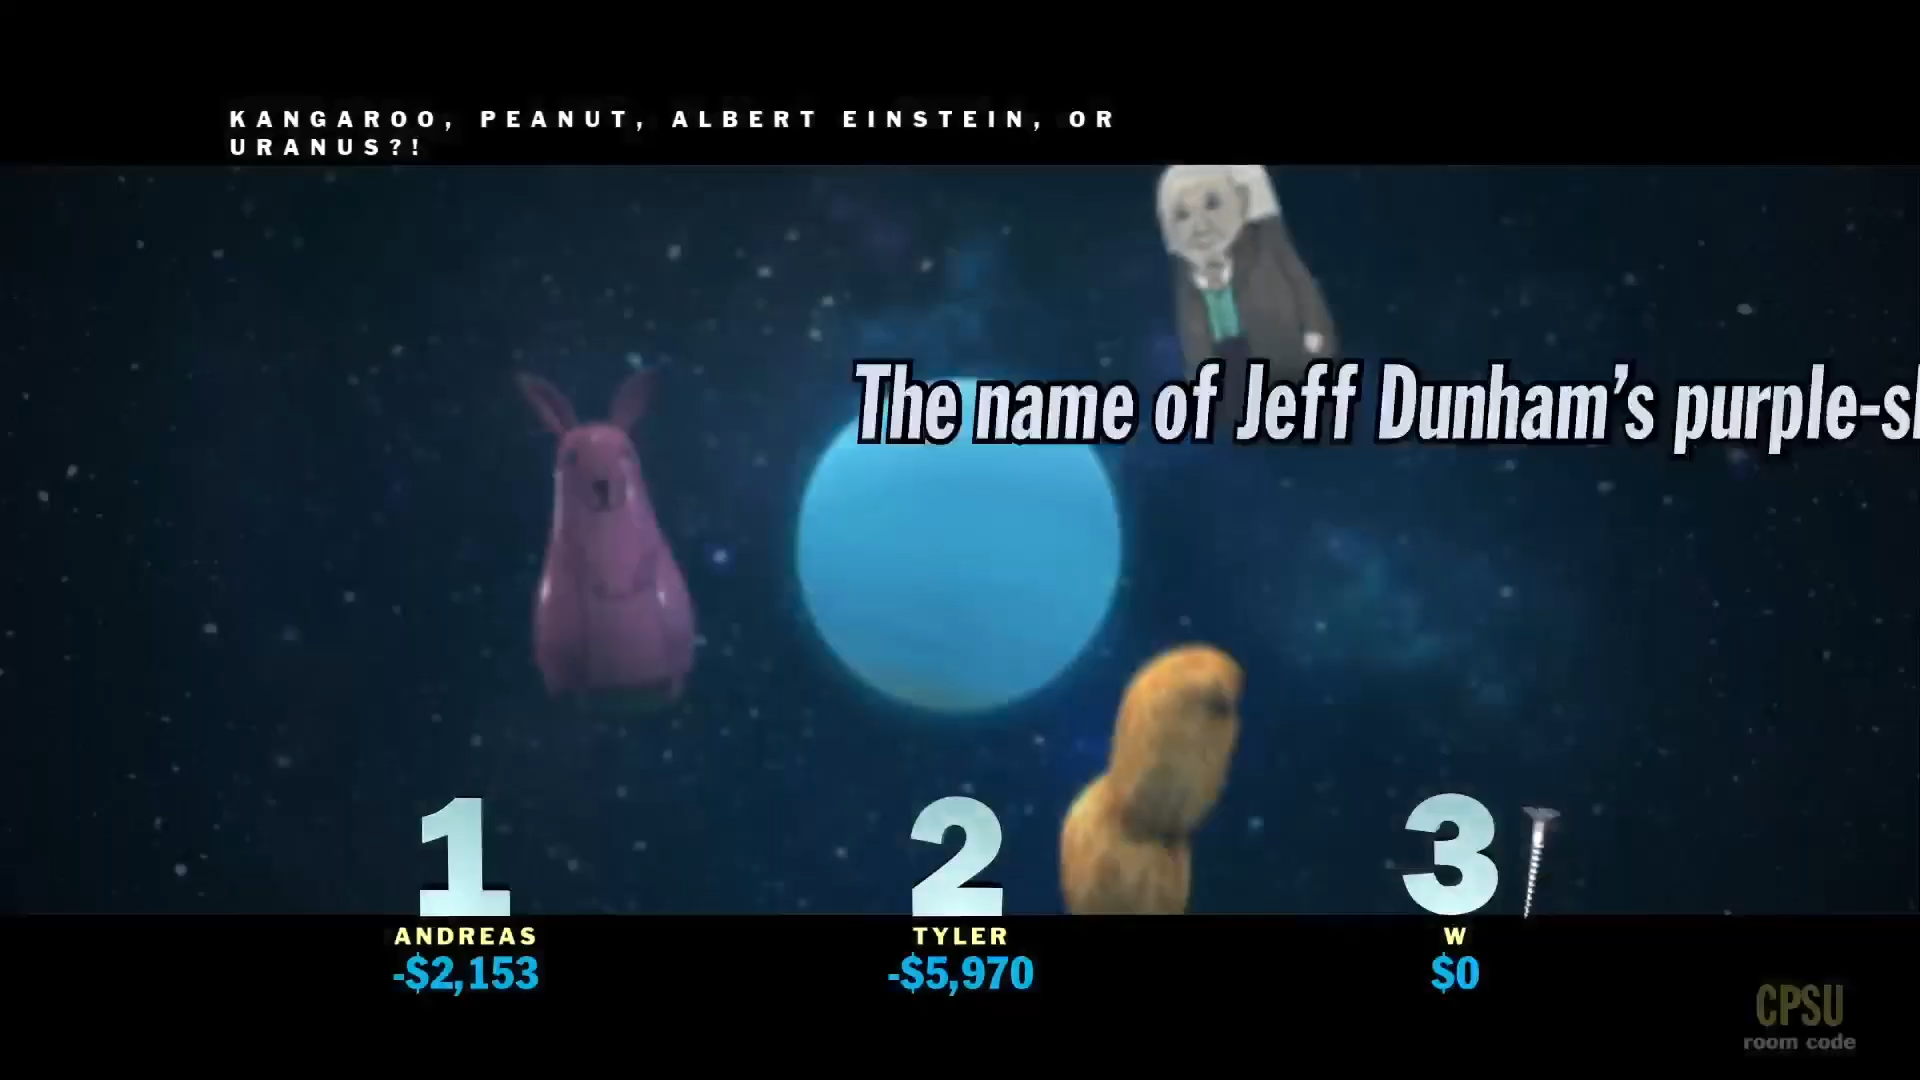 KANGAROO, PEANUT, ALBERT EINSTEIN, OR
URANUS?!
The name of Jeff Dunham's purple-s
1
2
3
ANDREAS
TYLER
W
-$2,153
-$5,970
$0
CPSU
room code